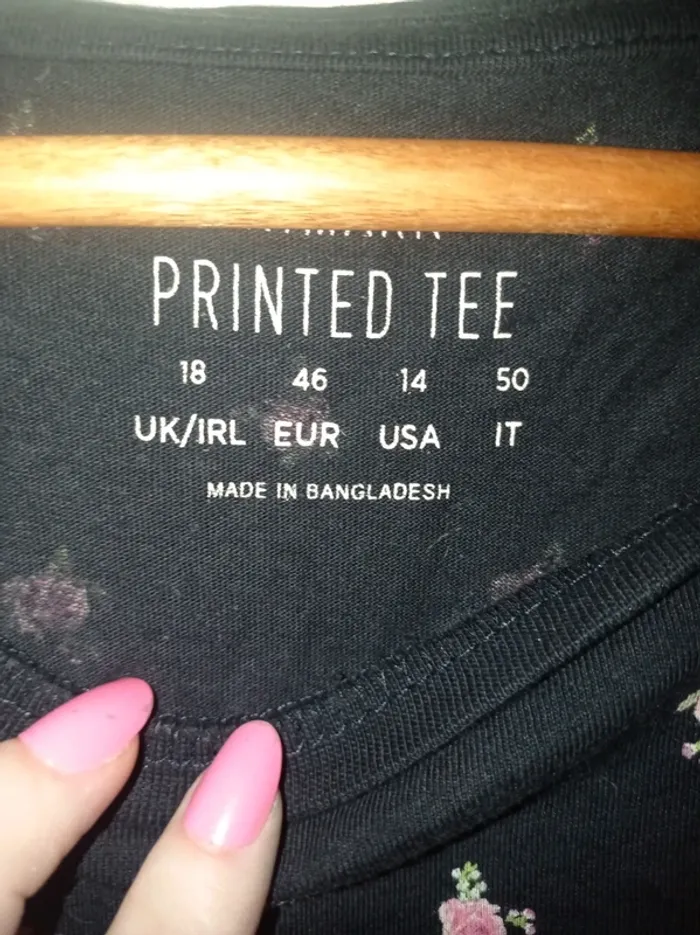 PRINTED TEE
18 46 14 50
UK/IRL EUR USA IT
MADE IN BANGLADESH